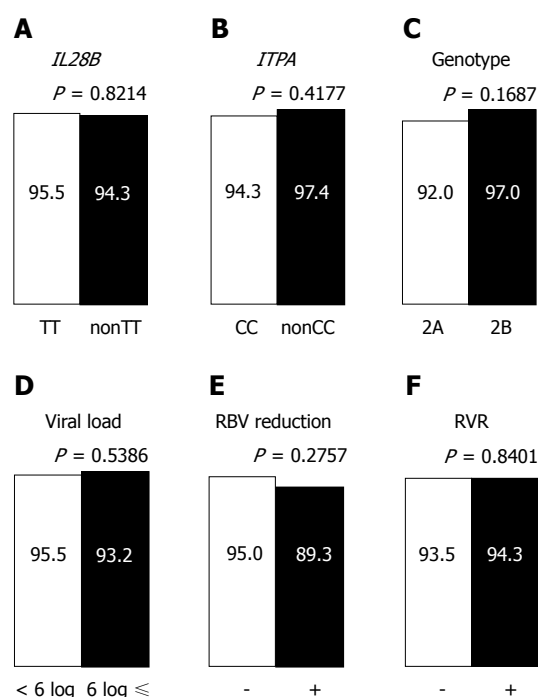 A B C
IL28B ITPA Genotype
P = 0.8214 P = 0.4177 P = 0.1687
95.5 94.3 94.3 97.4 92.0 97.0
TT nonTT CC nonCC 2A 2B
D E F
Viral load RBV reduction RVR
P = 0.5386 P = 0.2757 P = 0.8401
95.5 93.2 95.0 89.3 93.5 94.3
< 6 log 6 log ≤ - + - +